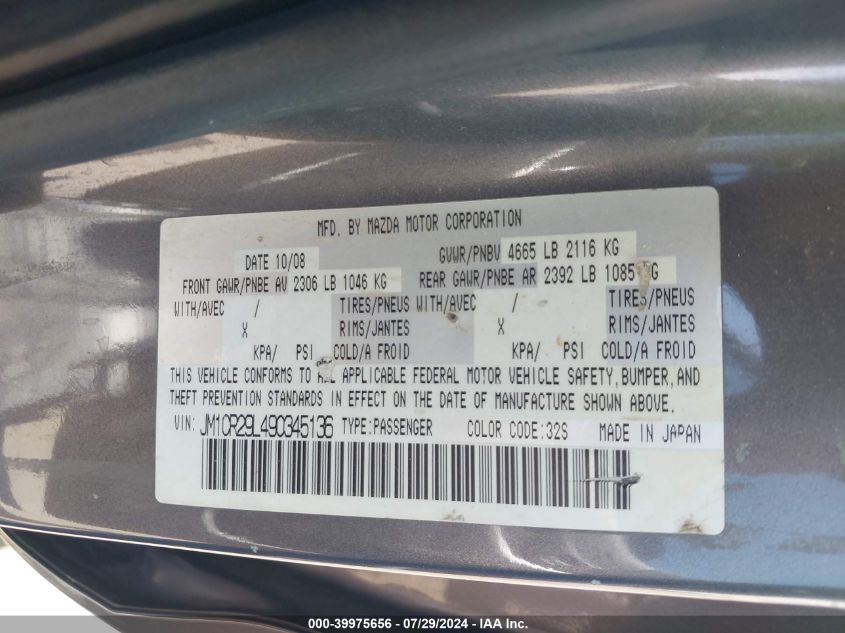 MFD. BY MAZDA MOTOR CORPORATION
DATE 10/08 GVWR/PNBV 4665 LB 2116 KG
FRONT GAWR/PNBE AV 2306 LB 1046 KG REAR GAWR/PNBE AR 2392 LB 1085 KG
WITH/AVEC / TIRES/PNEUS WITH/AVEC / TIRES/PNEUS
X RIMS/JANTES X RIMS/JANTES
KPA/ PSI COLD/A FROID KPA/ PSI COLD/A FROID
THIS VEHICLE CONFORMS TO ALL APPLICABLE FEDERAL MOTOR VEHICLE SAFETY, BUMPER, AND
THEFT PREVENTION STANDARDS IN EFFECT ON THE DATE OF MANUFACTURE SHOWN ABOVE.
VIN: JM1CR29L490345136 TYPE:PASSENGER COLOR CODE:32S MADE IN JAPAN
000-39975656 - 07/29/2024 - IAA Inc.